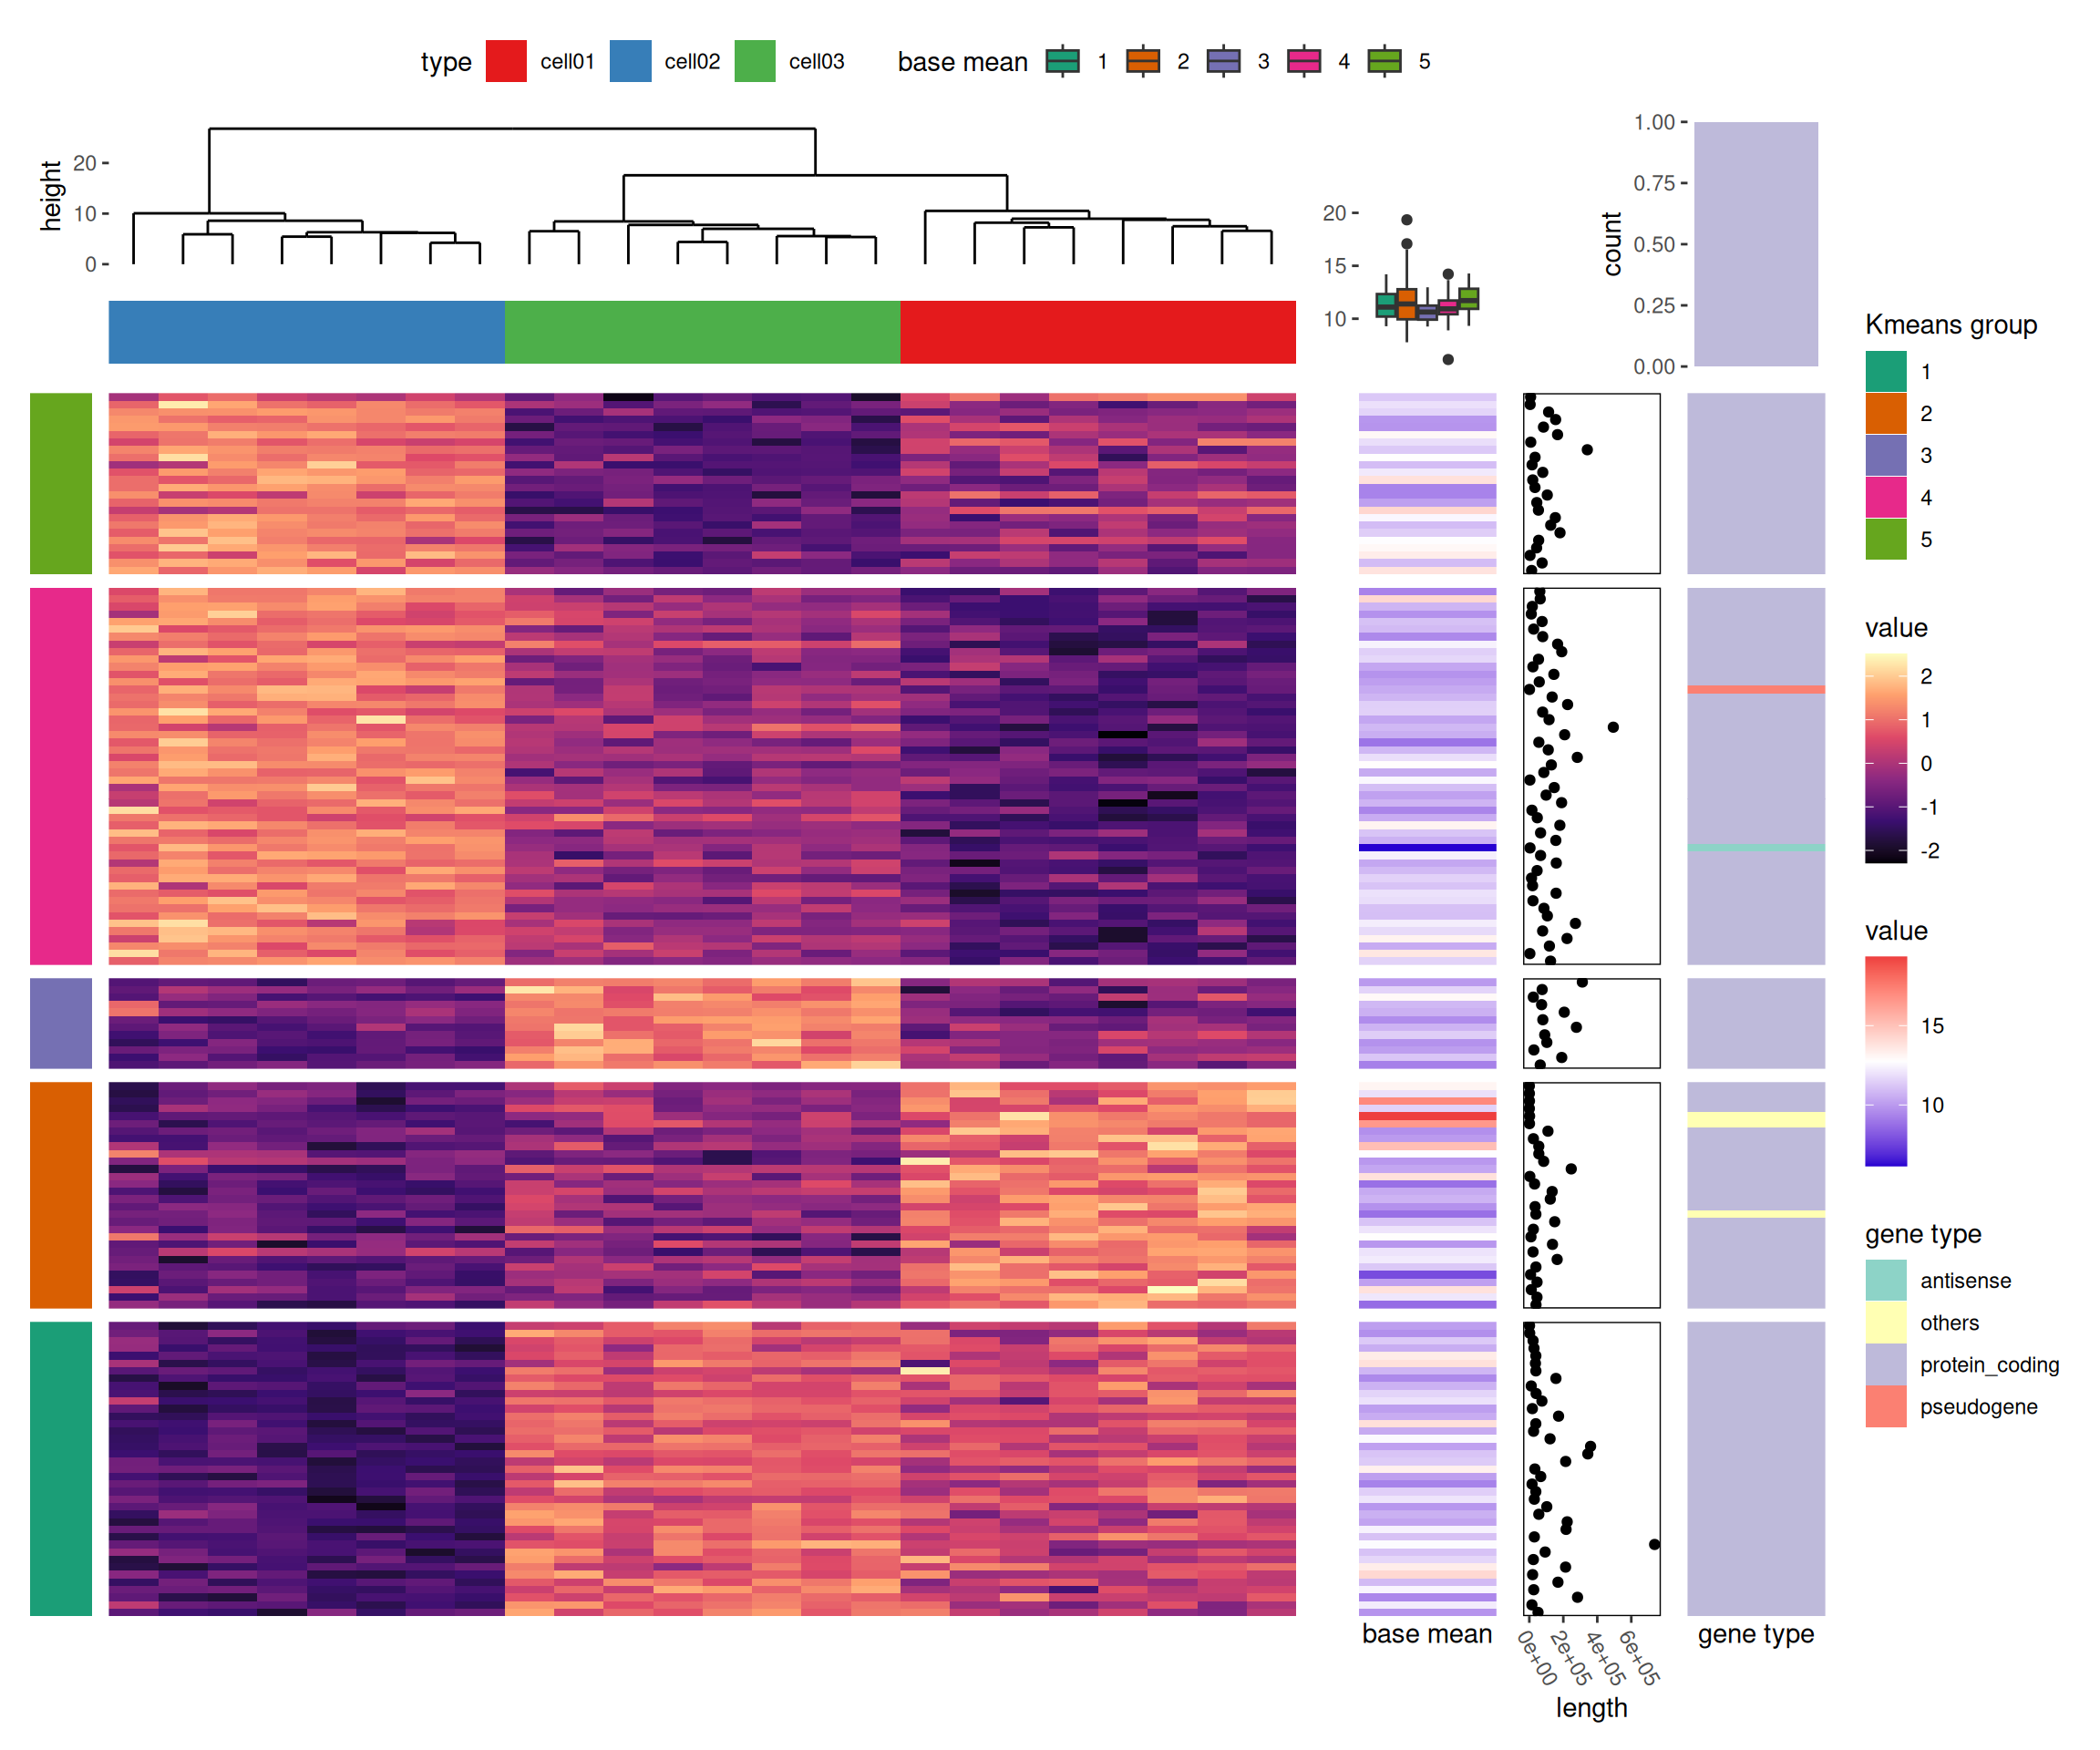 type cell01 cell02 cell03 base mean 1 2 3 4 5
height
20
10
0
20
15
10
count
1.00
0.75
0.50
0.25
0.00
Kmeans group
1
2
3
4
5
value
2
1
0
-1
-2
value
15
10
gene type
antisense
others
protein_coding
pseudogene
base mean
0e+00 2e+05 4e+05 6e+05
length
gene type